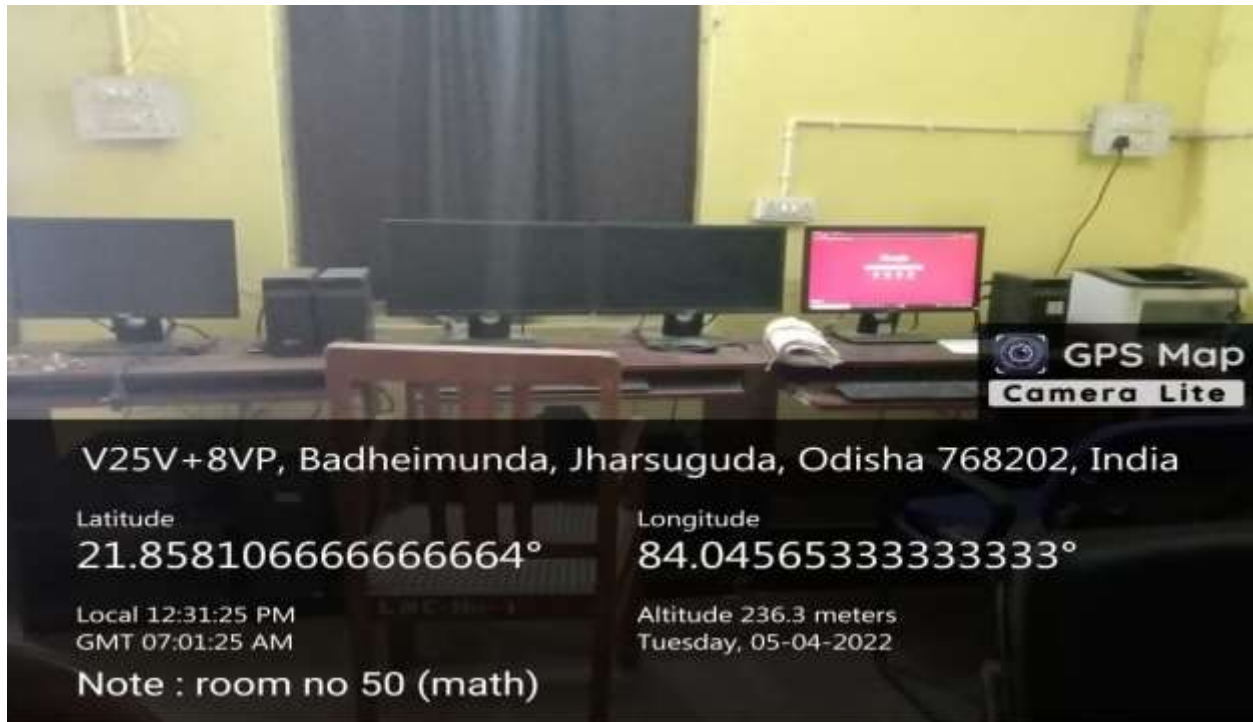 GPS Map
Camera Lite
V25V+8VP, Badheimunda, Jharsuguda, Odisha 768202, India
Latitude
21.8581066666666664°
Longitude
84.04565333333333°
Local 12:31:25 PM
GMT 07:01:25 AM
Altitude 236.3 meters
Tuesday, 05-04-2022
Note : room no 50 (math)